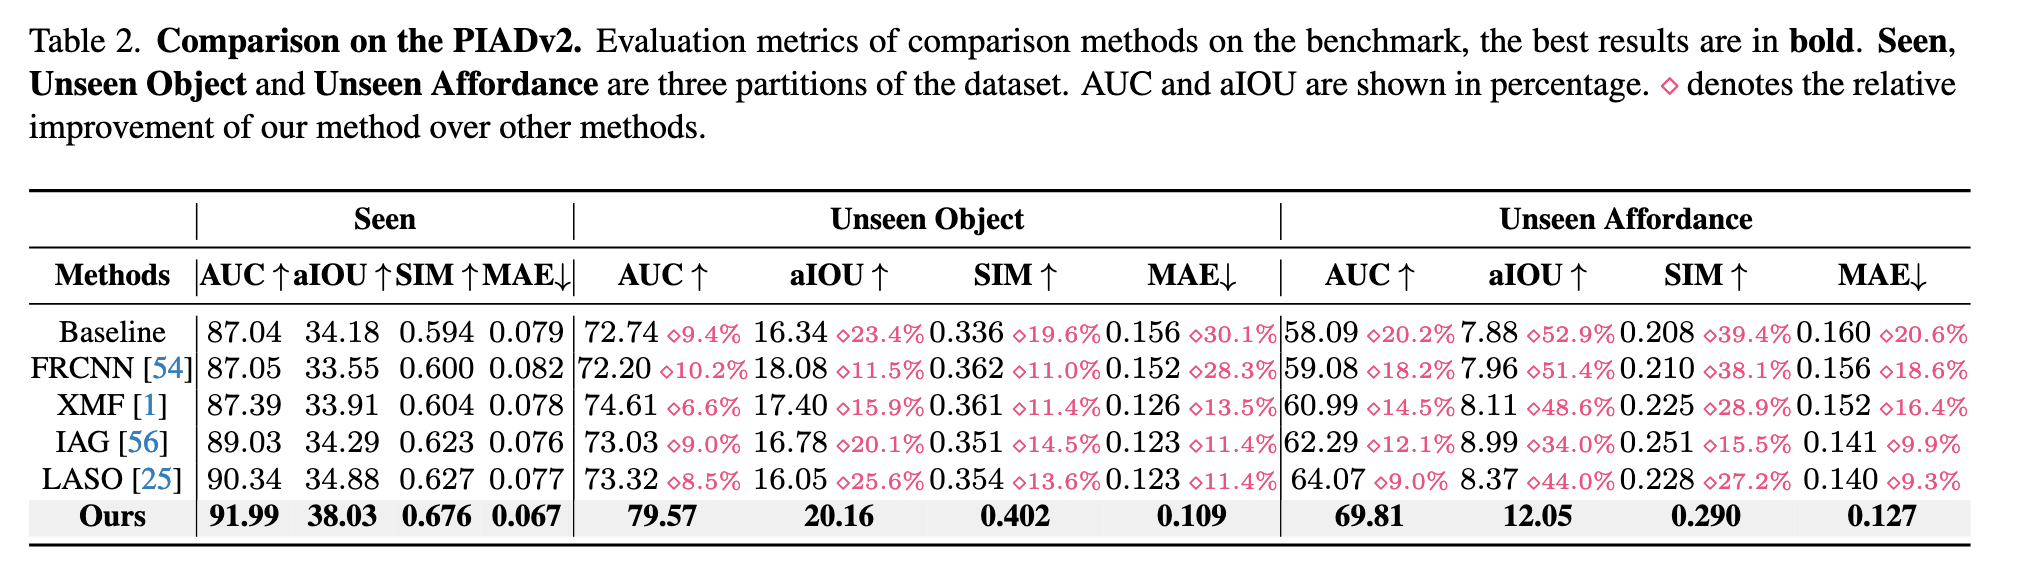 Table 2. Comparison on the PIADv2. Evaluation metrics of comparison methods on the benchmark, the best results are in bold. Seen,
Unseen Object and Unseen Affordance are three partitions of the dataset. AUC and aIOU are shown in percentage. ◇ denotes the relative
improvement of our method over other methods.
Seen Unseen Object Unseen Affordance
Methods AUC ↑ aIOU ↑ SIM ↑ MAE↓ AUC ↑ aIOU ↑ SIM ↑ MAE↓ AUC ↑ aIOU ↑ SIM ↑ MAE↓
Baseline 87.04 34.18 0.594 0.079 72.74 ◇9.4% 16.34 ◇23.4% 0.336 ◇19.6% 0.156 ◇30.1% 58.09 ◇20.2% 7.88 ◇52.9% 0.208 ◇39.4% 0.160 ◇20.6%
FRCNN [54] 87.05 33.55 0.600 0.082 72.20 ◇10.2% 18.08 ◇11.5% 0.362 ◇11.0% 0.152 ◇28.3% 59.08 ◇18.2% 7.96 ◇51.4% 0.210 ◇38.1% 0.156 ◇18.6%
XMF [1] 87.39 33.91 0.604 0.078 74.61 ◇6.6% 17.40 ◇15.9% 0.361 ◇11.4% 0.126 ◇13.5% 60.99 ◇14.5% 8.11 ◇48.6% 0.225 ◇28.9% 0.152 ◇16.4%
IAG [56] 89.03 34.29 0.623 0.076 73.03 ◇9.0% 16.78 ◇20.1% 0.351 ◇14.5% 0.123 ◇11.4% 62.29 ◇12.1% 8.99 ◇34.0% 0.251 ◇15.5% 0.141 ◇9.9%
LASO [25] 90.34 34.88 0.627 0.077 73.32 ◇8.5% 16.05 ◇25.6% 0.354 ◇13.6% 0.123 ◇11.4% 64.07 ◇9.0% 8.37 ◇44.0% 0.228 ◇27.2% 0.140 ◇9.3%
Ours 91.99 38.03 0.676 0.067 79.57 20.16 0.402 0.109 69.81 12.05 0.290 0.127